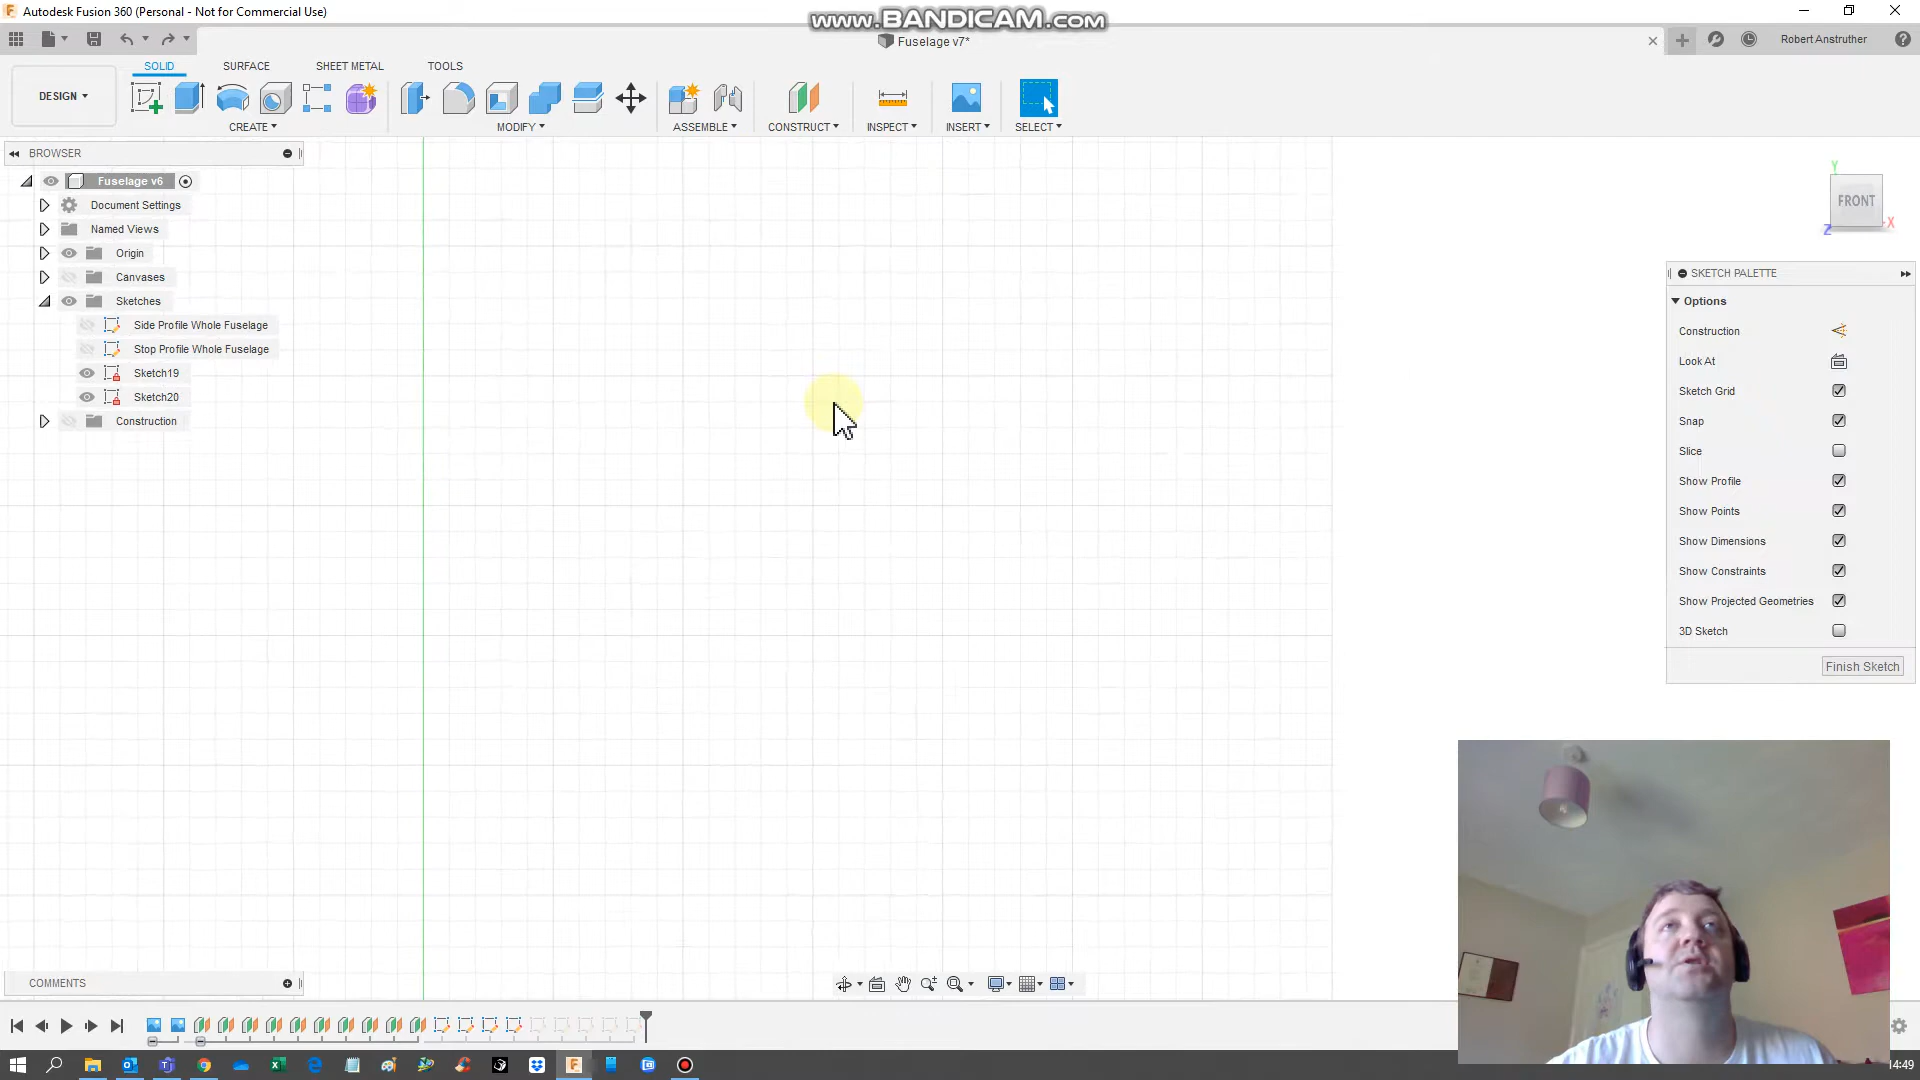 Autodesk Fusion 360 (Personal - Not for Commercial Use)
www.BANDICAM.com
Fuselage v7*
Robert Anstruther
SOLID
SURFACE
SHEET METAL
TOOLS
DESIGN
CREATE
MODIFY
ASSEMBLE
CONSTRUCT
INSPECT
INSERT
SELECT
BROWSER
Fuselage v6
Document Settings
Named Views
Origin
Canvases
Sketches
Side Profile Whole Fuselage
Stop Profile Whole Fuselage
Sketch19
Sketch20
Construction
Y
FRONT
Z
X
SKETCH PALETTE
Options
Construction
Look At
Sketch Grid
Snap
Slice
Show Profile
Show Points
Show Dimensions
Show Constraints
Show Projected Geometries
3D Sketch
Finish Sketch
COMMENTS
14:49